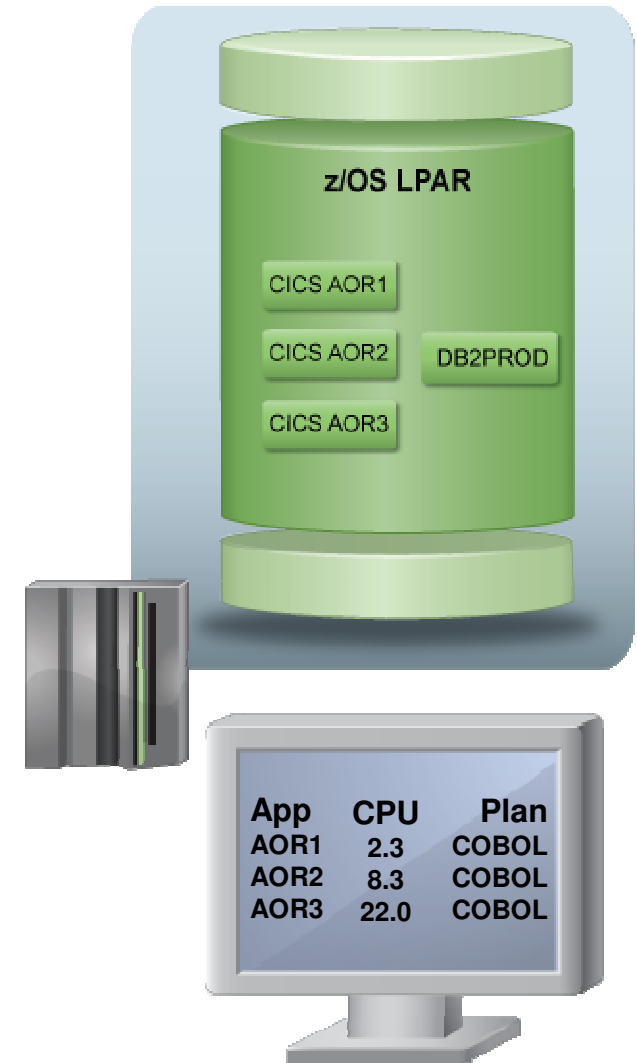 z/OS LPAR
CICS AOR1
CICS AOR2
DB2PROD
CICS AOR3
App CPU Plan
AOR1 2.3 COBOL
AOR2 8.3 COBOL
AOR3 22.0 COBOL